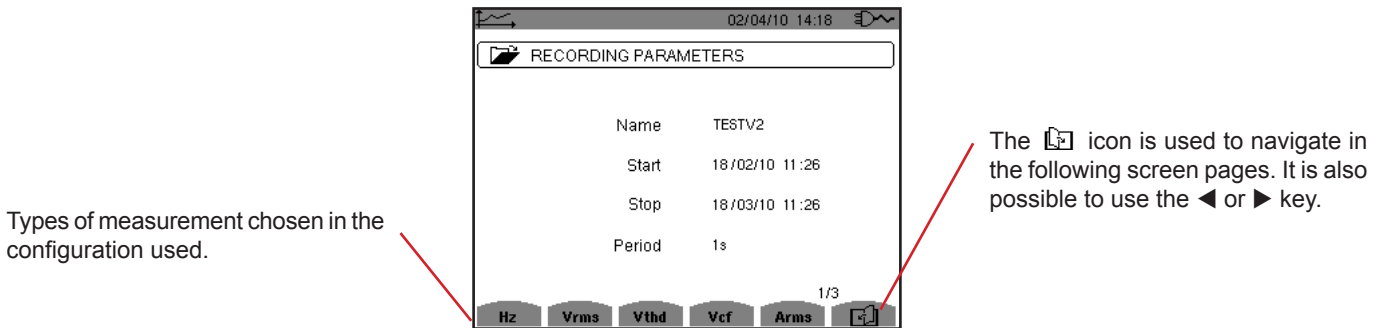 02/04/10 14:18
RECORDING PARAMETERS
Name TESTV2
Start 18/02/10 11:26
Stop 18/03/10 11:26
Period 1s
1/3
Hz Vrms Vthd Vcf Arms
Types of measurement chosen in the
configuration used.
The icon is used to navigate in
the following screen pages. It is also
possible to use the ◄ or ► key.